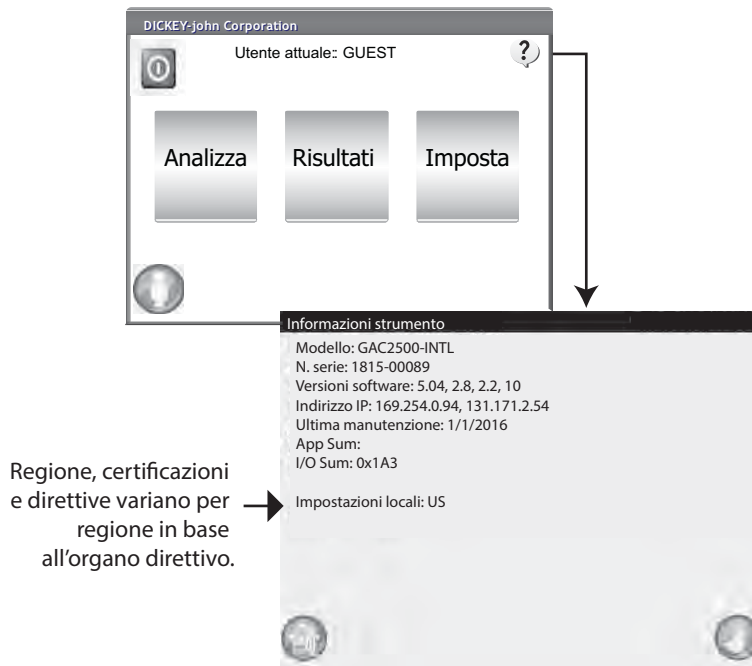 DICKEY-john Corporation
Utente attuale:: GUEST
?
Analizza
Risultati
Imposta
Informazioni strumento
Modello: GAC2500-INTL
N. serie: 1815-00089
Versioni software: 5.04, 2.8, 2.2, 10
Indirizzo IP: 169.254.0.94, 131.171.2.54
Ultima manutenzione: 1/1/2016
App Sum:
I/O Sum: 0x1A3
Impostazioni locali: US
Regione, certificazioni
e direttive variano per
regione in base
all’organo direttivo.